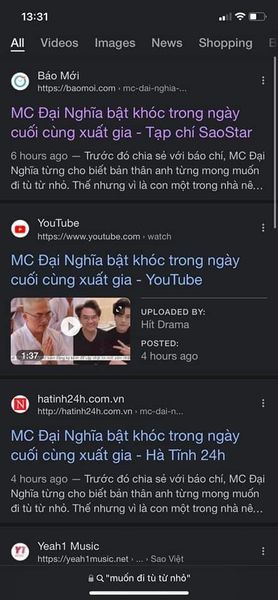 13:31
All Videos Images News Shopping
Báo Mới
https://baomoi.com › mc-dai-nghia-...
MC Đại Nghĩa bật khóc trong ngày
cuối cùng xuất gia - Tạp chí SaoStar
6 hours ago — Trước đó chia sẻ với báo chí, MC Đại
Nghĩa từng cho biết bản thân anh từng mong muốn
đi tù từ nhỏ. Thế nhưng vì là con một trong nhà nê...
YouTube
https://www.youtube.com › watch
MC Đại Nghĩa bật khóc trong ngày
cuối cùng xuất gia - YouTube
1:37
UPLOADED BY:
Hít Drama
POSTED:
4 hours ago
hatinh24h.com.vn
http://hatinh24h.com.vn › mc-dai-n...
MC Đại Nghĩa bật khóc trong ngày
cuối cùng xuất gia - Hà Tĩnh 24h
4 hours ago — Trước đó chia sẻ với báo chí, MC Đại
Nghĩa từng cho biết bản thân anh từng mong muốn
đi tù từ nhỏ. Thế nhưng vì là con một trong nhà nê...
Yeah1 Music
https://yeah1music.net › ... › Sao Việt
"muốn đi tù từ nhỏ"